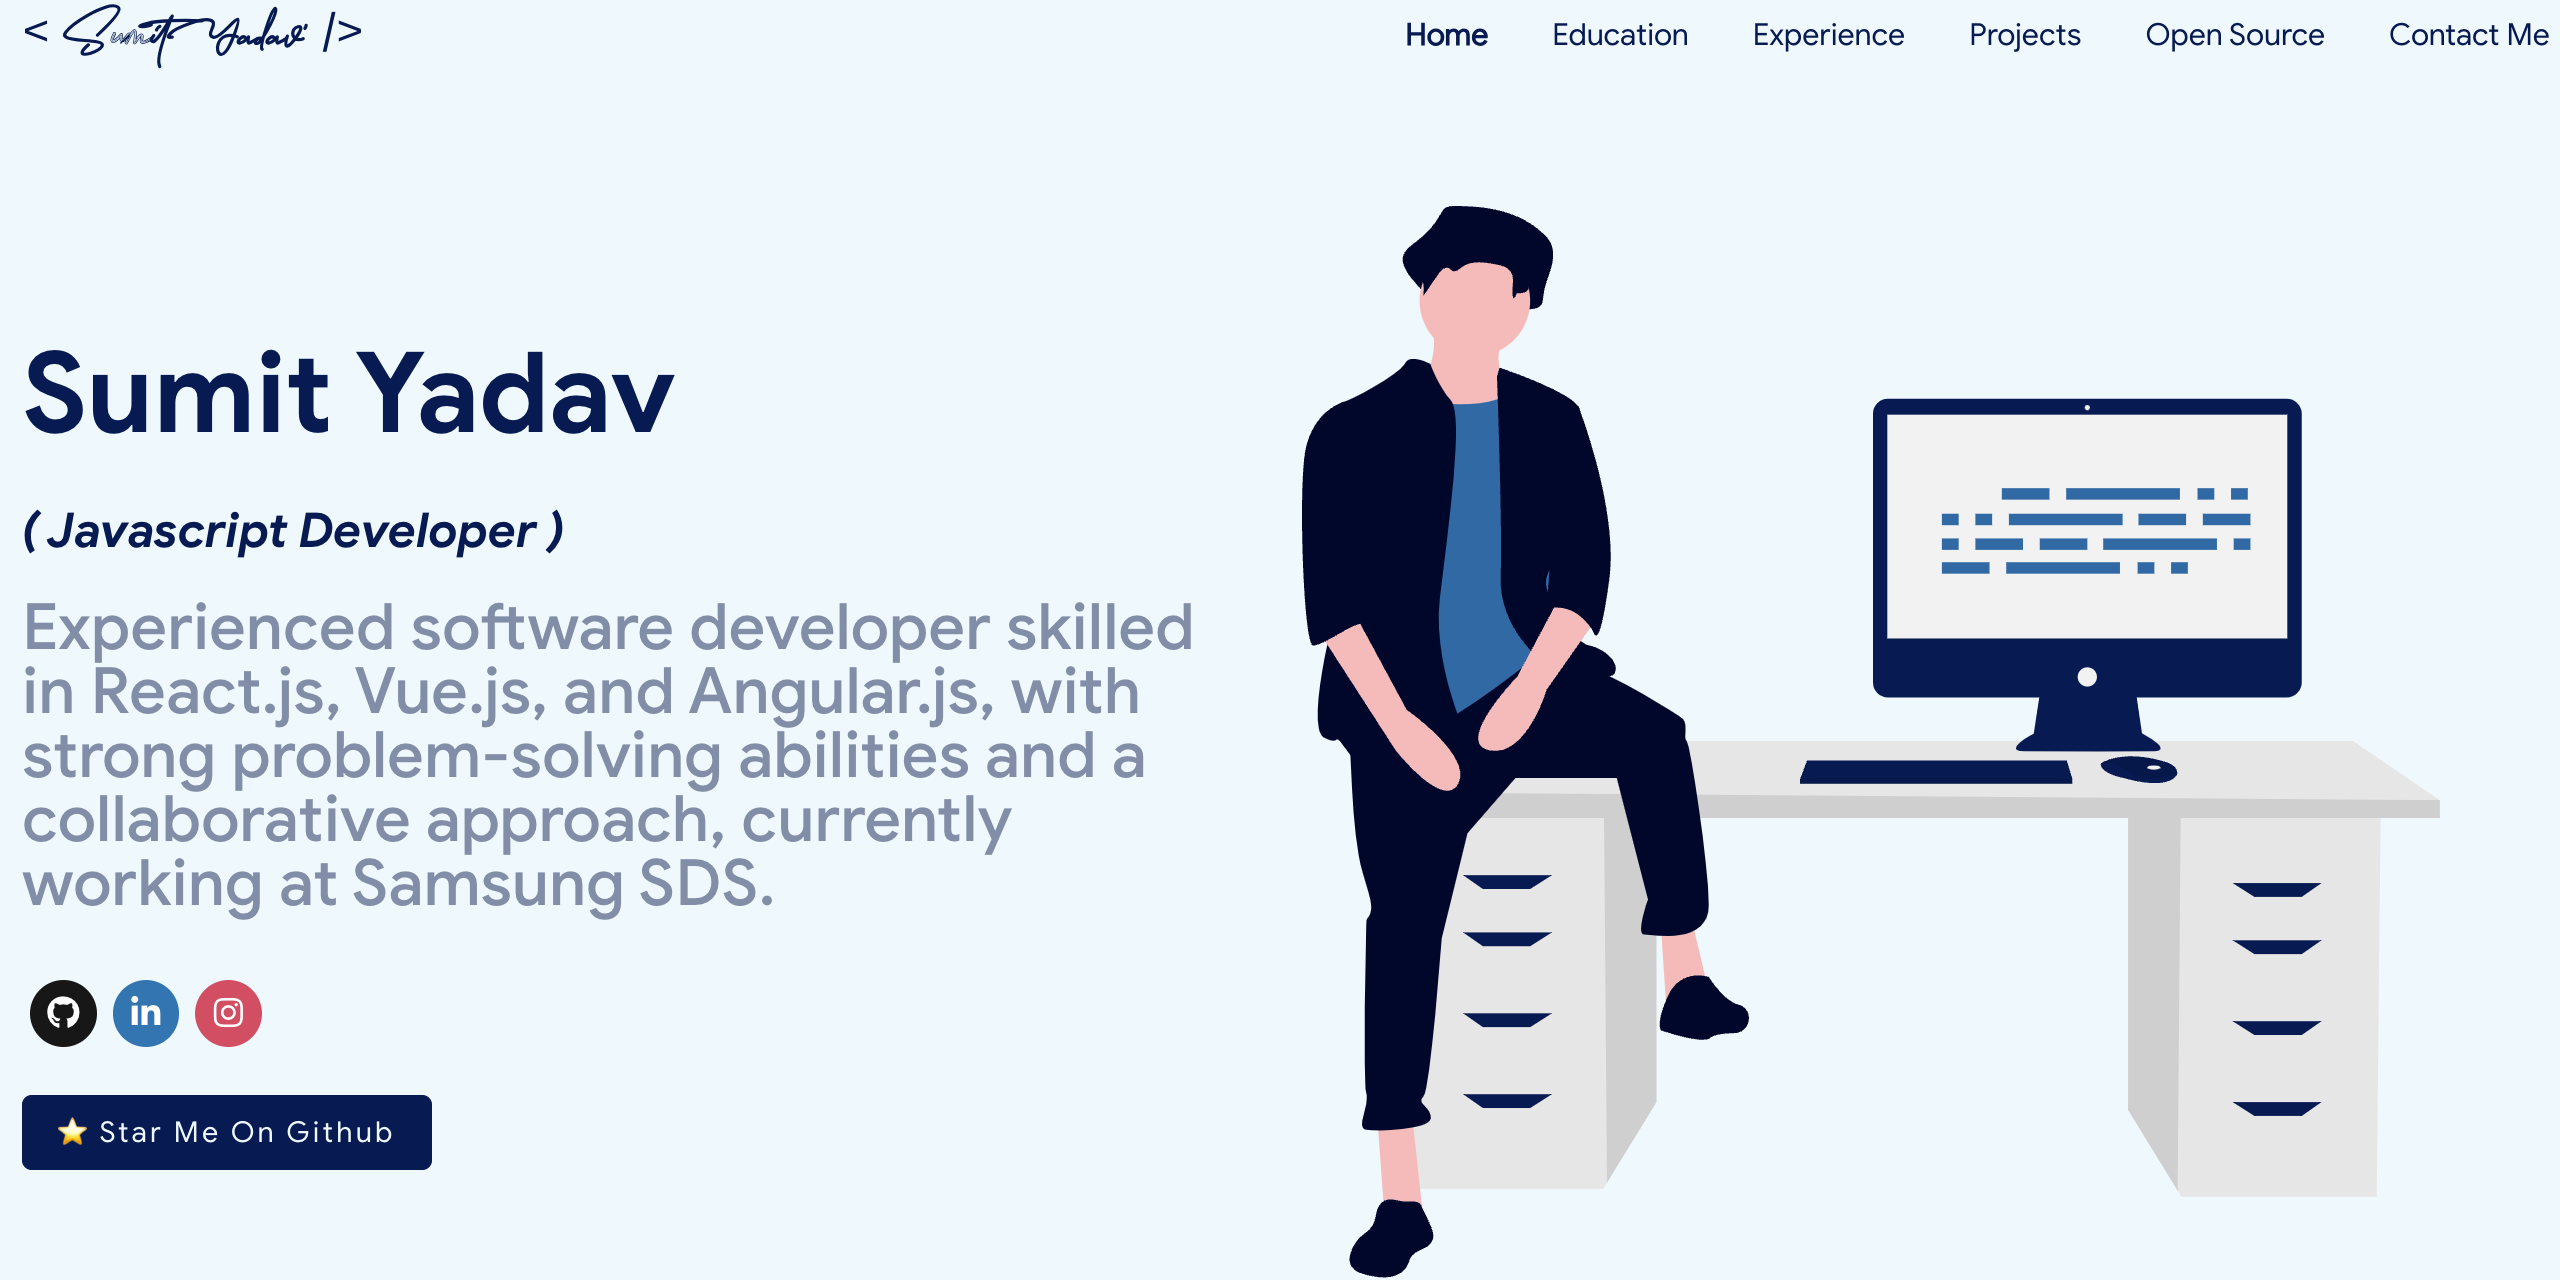 < Sumit Yadav />
Home Education Experience Projects Open Source Contact Me
Sumit Yadav
( Javascript Developer )
Experienced software developer skilled
in React.js, Vue.js, and Angular.js, with
strong problem-solving abilities and a
collaborative approach, currently
working at Samsung SDS.
in
⭐ Star Me On Github